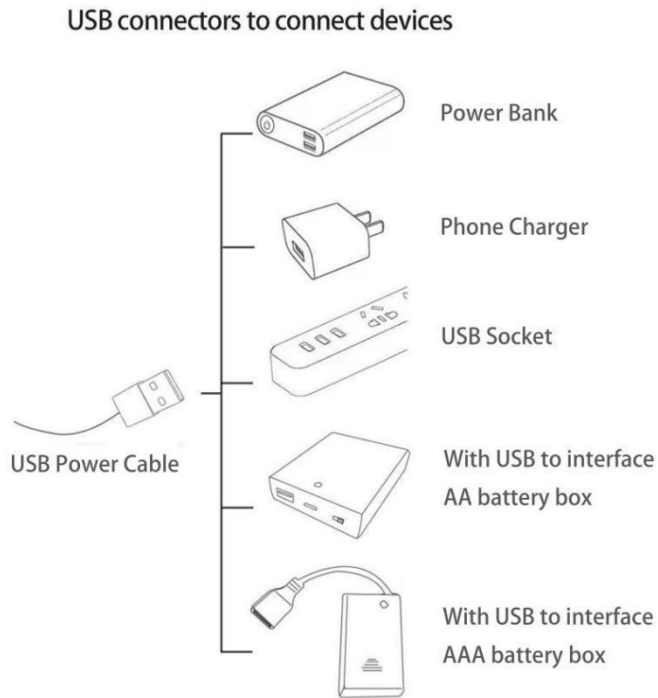 USB connectors to connect devices
Power Bank
Phone Charger
USB Socket
USB Power Cable
With USB to interface
AA battery box
With USB to interface
AAA battery box